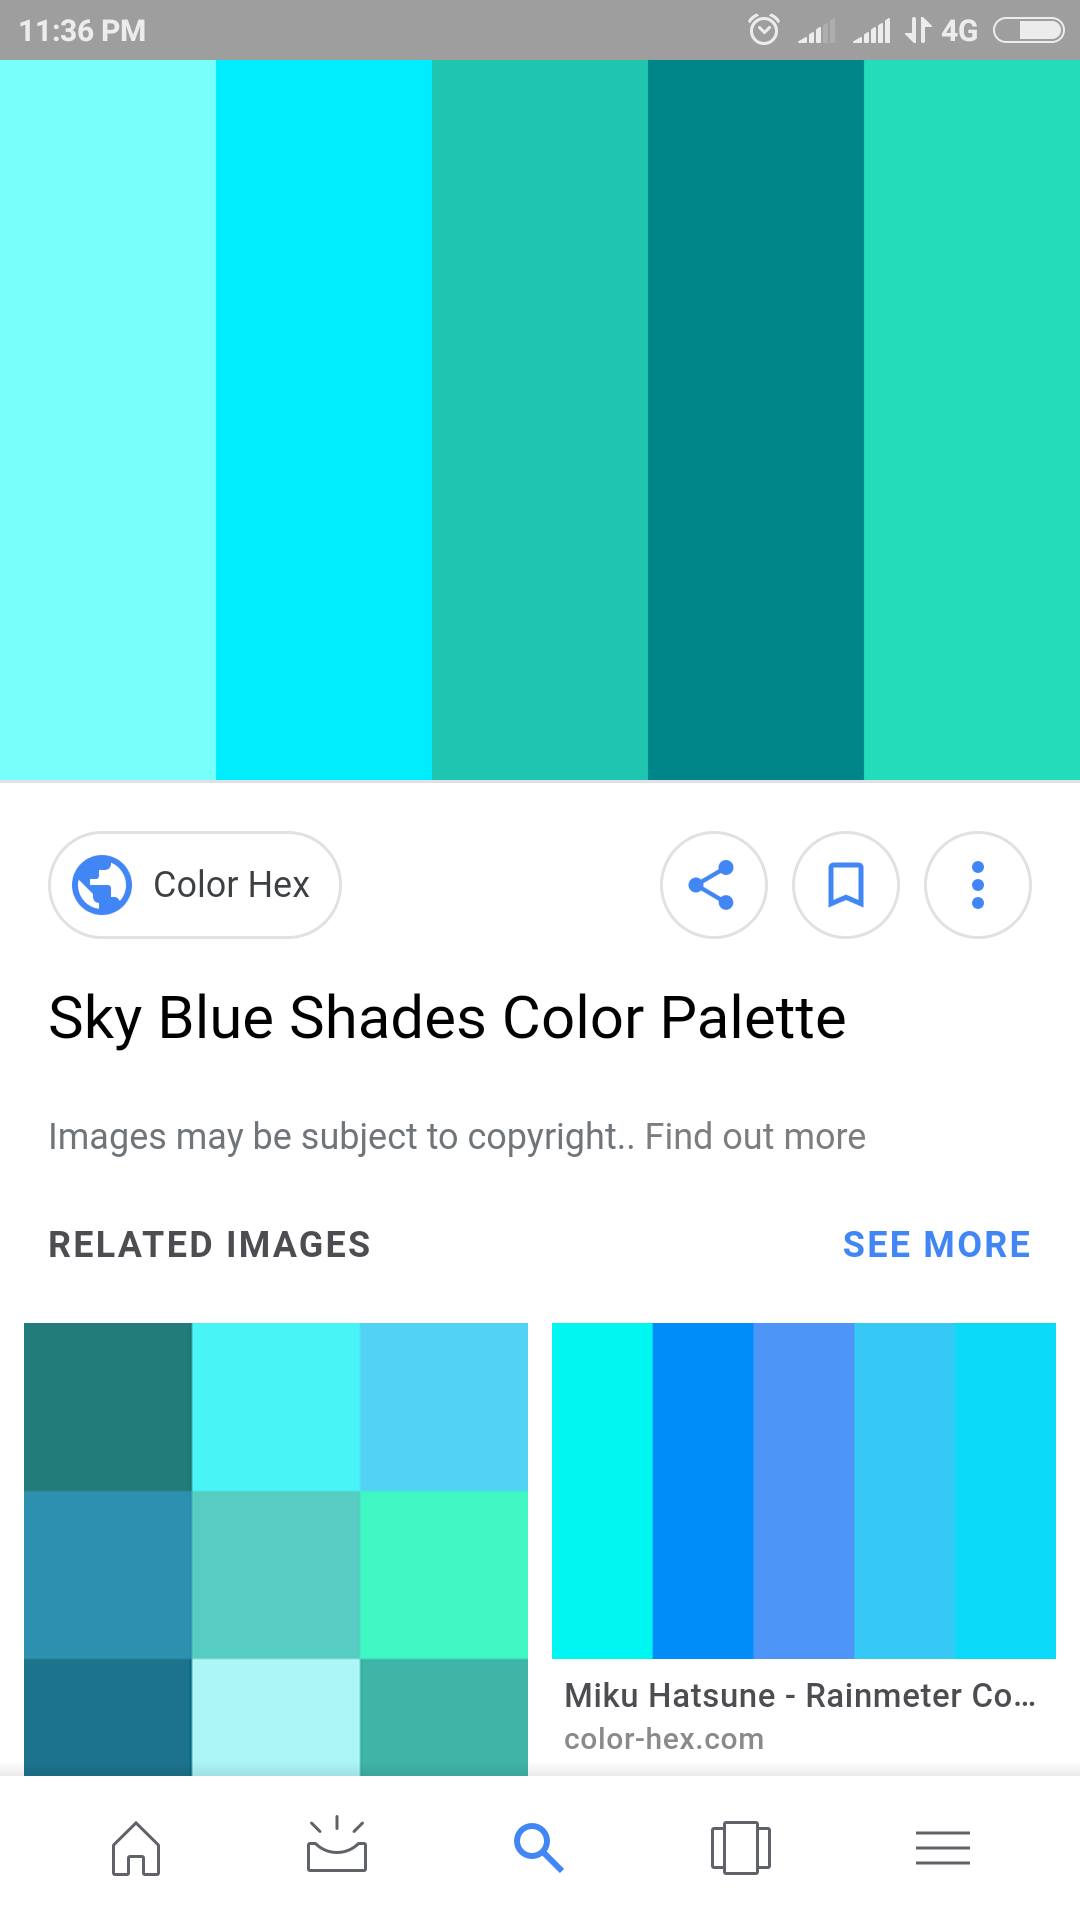 11:36 PM 4G
Color Hex
Sky Blue Shades Color Palette
Images may be subject to copyright.. Find out more
RELATED IMAGES SEE MORE
Miku Hatsune - Rainmeter Co...
color-hex.com